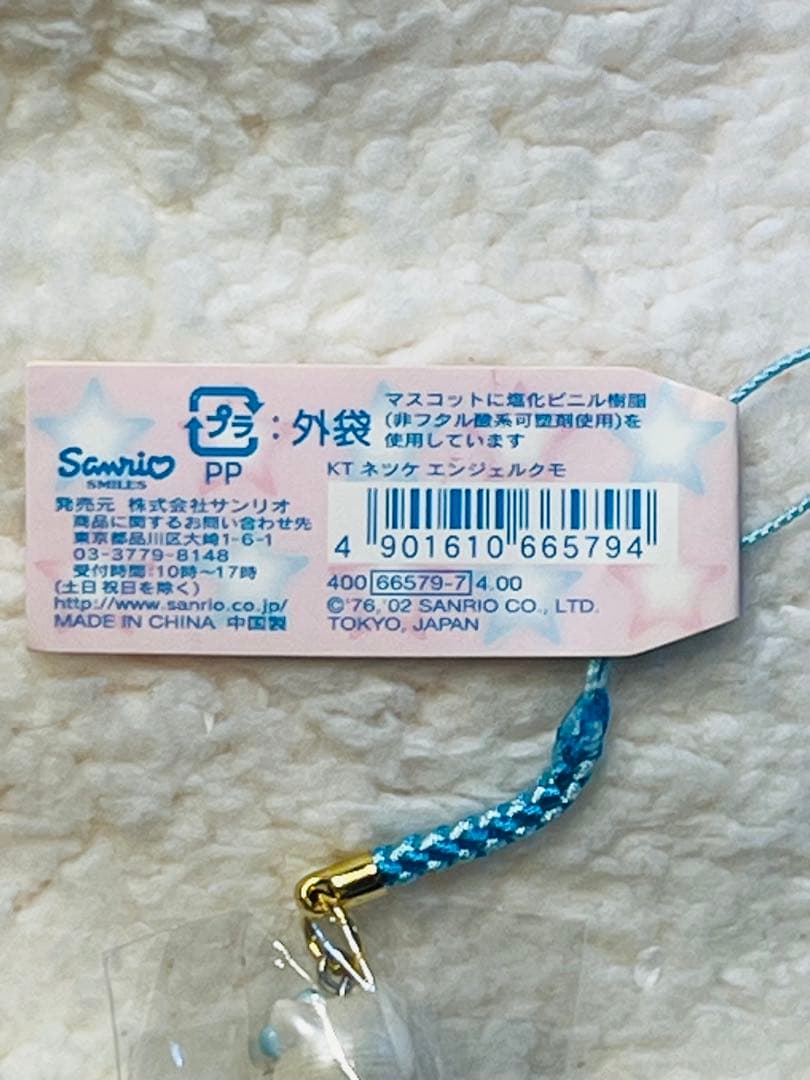 プラ:外袋
PP
マスコットに塩化ビニル樹脂
(非フタル酸系可塑剤使用)を
使用しています
Sanrio
SMILES
KT ネツケ エンジェルクモ
発売元 株式会社サンリオ
商品に関するお問い合わせ先
東京都品川区大崎1-6-1
03-3779-8148
受付時間:10時~17時
(土日祝日を除く)
http://www.sanrio.co.jp/
MADE IN CHINA 中国製
4 901610 665794
400 66579-7 4.00
©'76,'02 SANRIO CO., LTD.
TOKYO, JAPAN